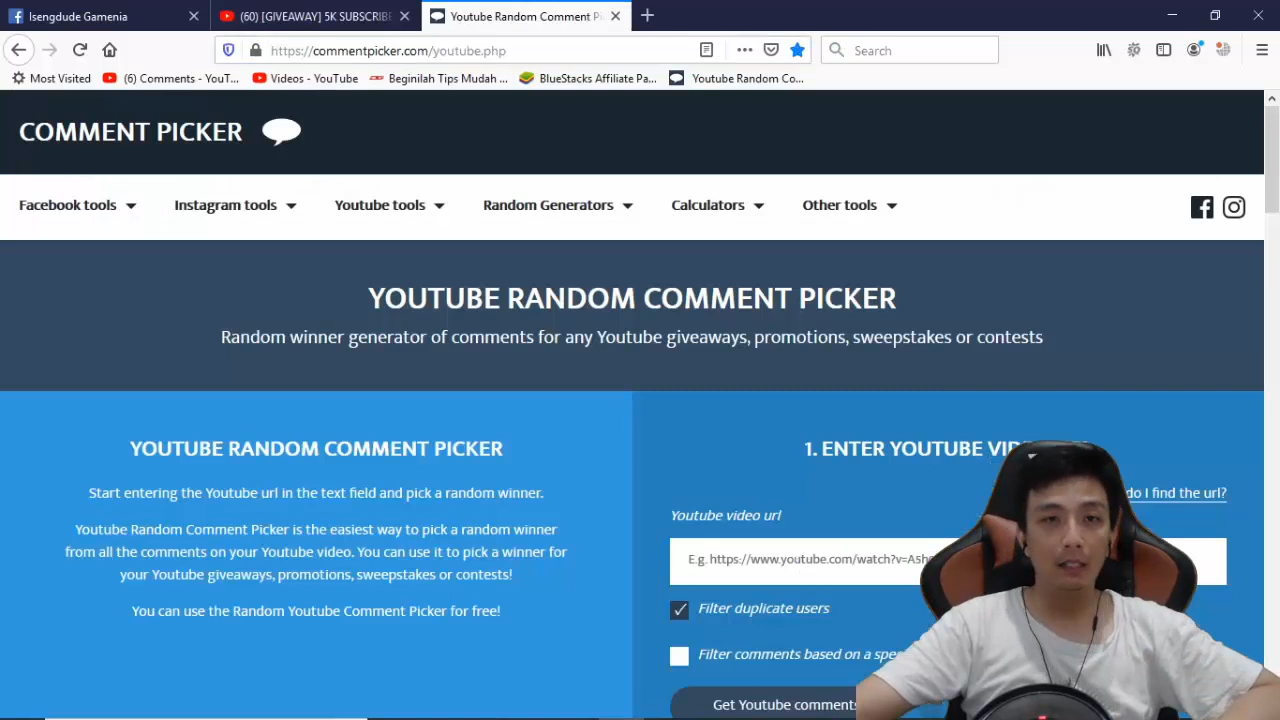 Isengdude Gamenia
(60) [GIVEAWAY] 5K SUBSCRIBE
Youtube Random Comment P
https://commentpicker.com/youtube.php
Search
Most Visited
(6) Comments - YouT...
Videos - YouTube
Beginilah Tips Mudah ...
BlueStacks Affiliate Pa...
Youtube Random Co...
COMMENT PICKER
Facebook tools
Instagram tools
Youtube tools
Random Generators
Calculators
Other tools
YOUTUBE RANDOM COMMENT PICKER
Random winner generator of comments for any Youtube giveaways, promotions, sweepstakes or contests
YOUTUBE RANDOM COMMENT PICKER
Start entering the Youtube url in the text field and pick a random winner.
Youtube Random Comment Picker is the easiest way to pick a random winner
from all the comments on your Youtube video. You can use it to pick a winner for
your Youtube giveaways, promotions, sweepstakes or contests!
You can use the Random Youtube Comment Picker for free!
1. ENTER YOUTUBE
do I find the url?
Youtube video url
E.g. https://www.youtube.com/watch?v=A5h
Filter duplicate users
Filter comments based on a
Get Youtube comments